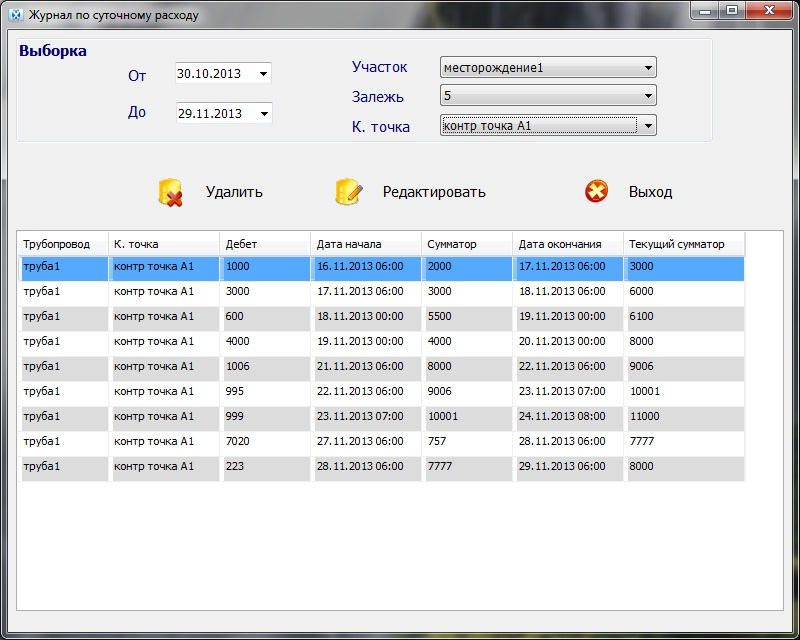 Журнал по суточному расходу
Выборка
От 30.10.2013
До 29.11.2013
Участок месторождение1
Залежь 5
К. точка контр точка А1
Удалить Редактировать Выход
Трубопровод К. точка Дебет Дата начала Сумматор Дата окончания Текущий сумматор
труба1 контр точка А1 1000 16.11.2013 06:00 2000 17.11.2013 06:00 3000
труба1 контр точка А1 3000 17.11.2013 06:00 3000 18.11.2013 06:00 6000
труба1 контр точка А1 600 18.11.2013 00:00 5500 19.11.2013 00:00 6100
труба1 контр точка А1 4000 19.11.2013 00:00 4000 20.11.2013 00:00 8000
труба1 контр точка А1 1006 21.11.2013 06:00 8000 22.11.2013 06:00 9006
труба1 контр точка А1 995 22.11.2013 06:00 9006 23.11.2013 07:00 10001
труба1 контр точка А1 999 23.11.2013 07:00 10001 24.11.2013 08:00 11000
труба1 контр точка А1 7020 27.11.2013 06:00 757 28.11.2013 06:00 7777
труба1 контр точка А1 223 28.11.2013 06:00 7777 29.11.2013 06:00 8000